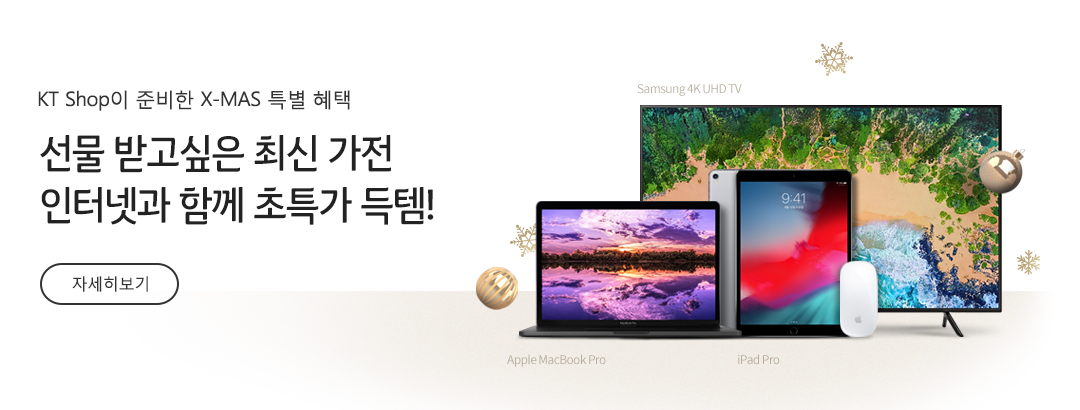 KT Shop이 준비한 X-MAS 특별 혜택
선물 받고싶은 최신 가전
인터넷과 함께 초특가 득템!
자세히보기
Samsung 4K UHD TV
9:41
Apple MacBook Pro
iPad Pro